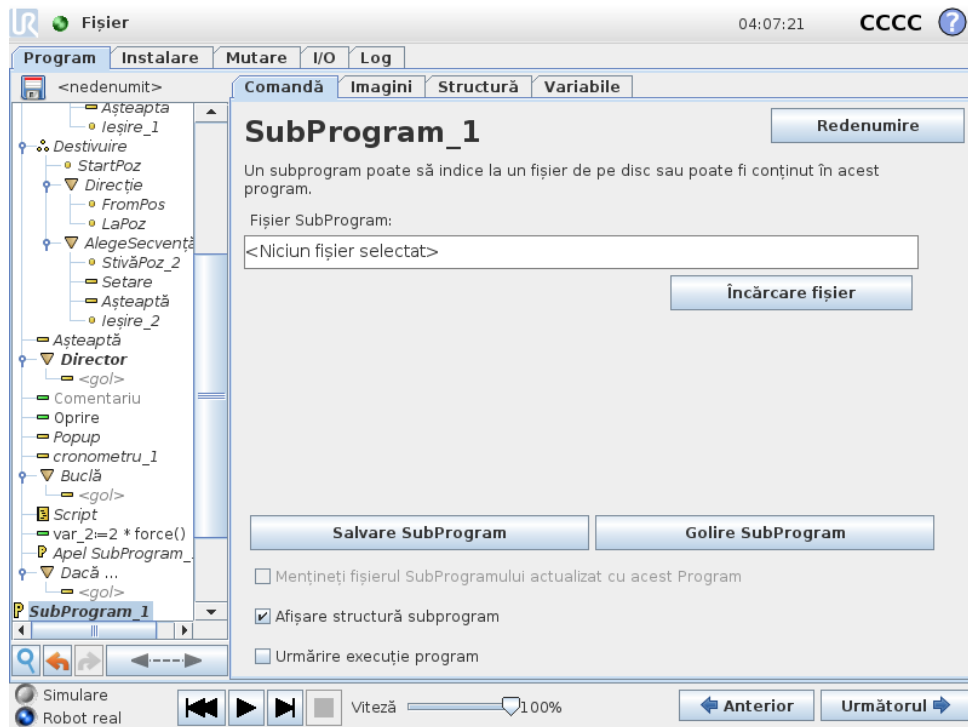 UR Fișier 04:07:21 CCCC ?
Program Instalare Mutare I/O Log
<nedenumit>
Comandă Imagini Structură Variabile
Așteaptă
Ieșire_1
Destivuire
StartPoz
Direcție
FromPos
LaPoz
AlegeSecvență
StivăPoz_2
Setare
Așteaptă
Ieșire_2
Așteaptă
Director
<gol>
Comentariu
Oprire
Popup
cronometru_1
Buclă
<gol>
Script
var_2:=2 * force()
Apel SubProgram_
Dacă ...
<gol>
SubProgram_1
SubProgram_1
Redenumire
Un subprogram poate să indice la un fișier de pe disc sau poate fi conținut în acest
program.
Fișier SubProgram:
<Niciun fișier selectat>
Încărcare fișier
Salvare SubProgram Golire SubProgram
Mențineți fișierul SubProgramului actualizat cu acest Program
Afișare structură subprogram
Urmărire execuție program
Simulare
Robot real
Viteză 100%
Anterior Următorul